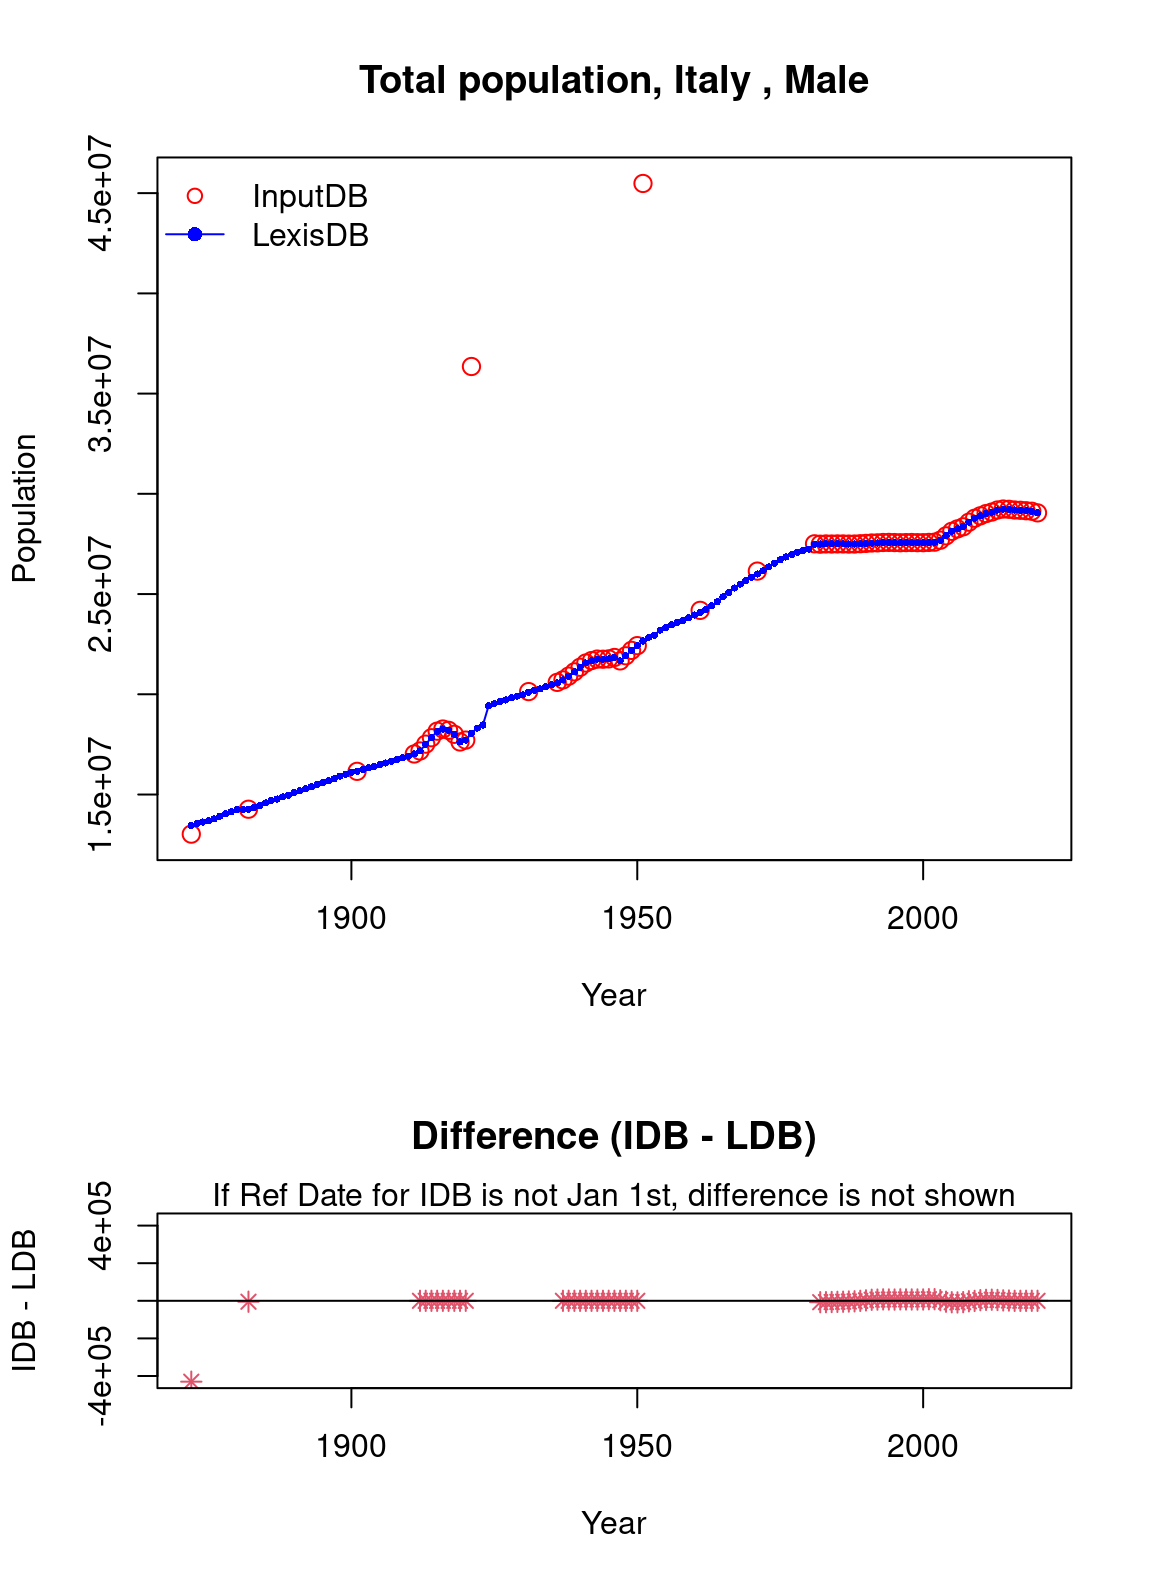 Total population, Italy , Male
InputDB
LexisDB
Population
4.5e+07
3.5e+07
2.5e+07
1.5e+07
1900 1950 2000
Year
Difference (IDB - LDB)
If Ref Date for IDB is not Jan 1st, difference is not shown
IDB - LDB
4e+05
-4e+05
1900 1950 2000
Year